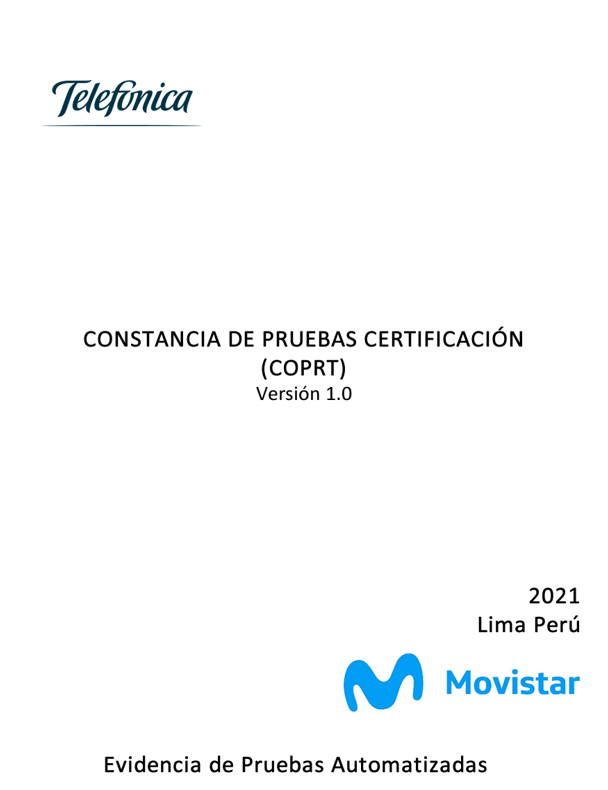 Telefónica
CONSTANCIA DE PRUEBAS CERTIFICACIÓN
(COPRT)
Versión 1.0
2021
Lima Perú
Movistar
Evidencia de Pruebas Automatizadas